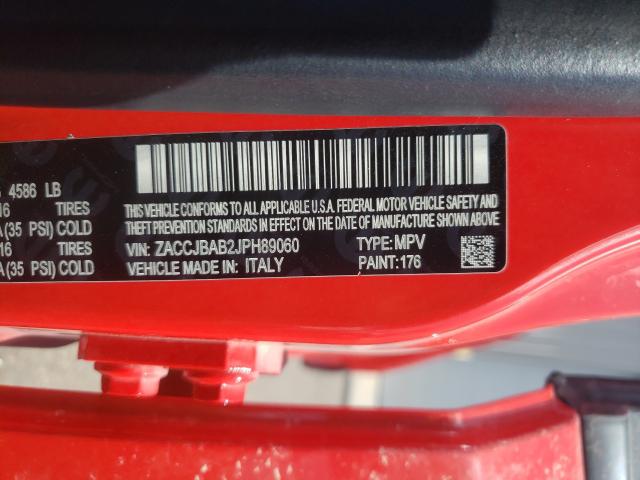 4586 LB
16 TIRES
A (35 PSI) COLD
16 TIRES
A (35 PSI) COLD
THIS VEHICLE CONFORMS TO ALL APPLICABLE U.S.A. FEDERAL MOTOR VEHICLE SAFETY AND
THEFT PREVENTION STANDARDS IN EFFECT ON THE DATE OF MANUFACTURE SHOWN ABOVE
VIN: ZACCJBAB2JPH89060 TYPE: MPV
VEHICLE MADE IN: ITALY PAINT: 176